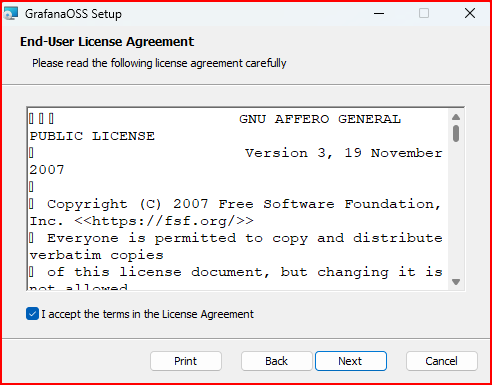 GrafanaOSS Setup
End-User License Agreement
Please read the following license agreement carefully
GNU AFFERO GENERAL
PUBLIC LICENSE
Version 3, 19 November
2007
Copyright (C) 2007 Free Software Foundation,
Inc. <<https://fsf.org/>>
Everyone is permitted to copy and distribute
verbatim copies
of this license document, but changing it is
not allowed
I accept the terms in the License Agreement
Print
Back
Next
Cancel